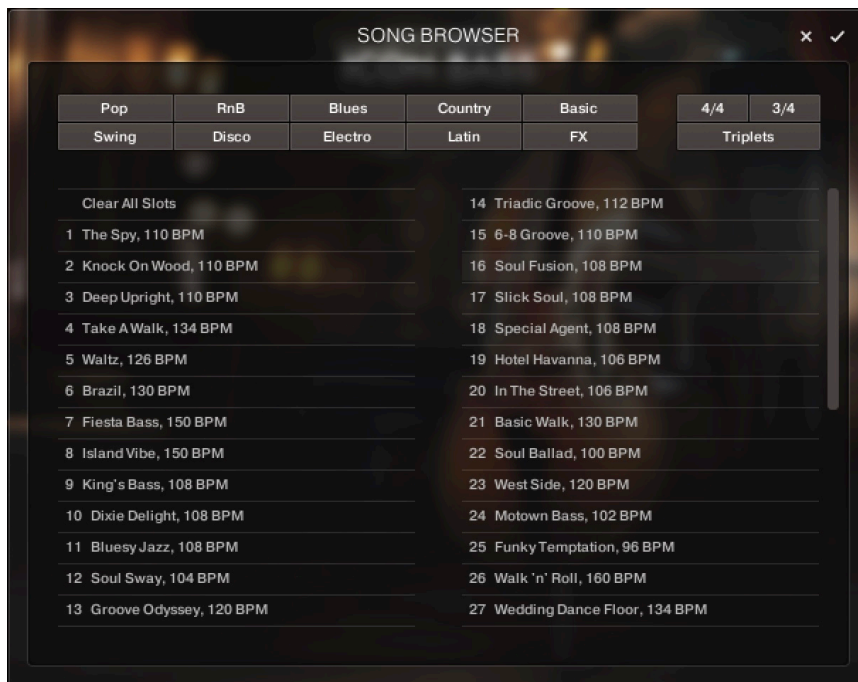 SONG BROWSER
Pop RnB Blues Country Basic 4/4 3/4
Swing Disco Electro Latin FX Triplets
Clear All Slots
1 The Spy, 110 BPM
2 Knock On Wood, 110 BPM
3 Deep Upright, 110 BPM
4 Take A Walk, 134 BPM
5 Waltz, 126 BPM
6 Brazil, 130 BPM
7 Fiesta Bass, 150 BPM
8 Island Vibe, 150 BPM
9 King's Bass, 108 BPM
10 Dixie Delight, 108 BPM
11 Bluesy Jazz, 108 BPM
12 Soul Sway, 104 BPM
13 Groove Odyssey, 120 BPM
14 Triadic Groove, 112 BPM
15 6-8 Groove, 110 BPM
16 Soul Fusion, 108 BPM
17 Slick Soul, 108 BPM
18 Special Agent, 108 BPM
19 Hotel Havanna, 106 BPM
20 In The Street, 106 BPM
21 Basic Walk, 130 BPM
22 Soul Ballad, 100 BPM
23 West Side, 120 BPM
24 Motown Bass, 102 BPM
25 Funky Temptation, 96 BPM
26 Walk 'n' Roll, 160 BPM
27 Wedding Dance Floor, 134 BPM